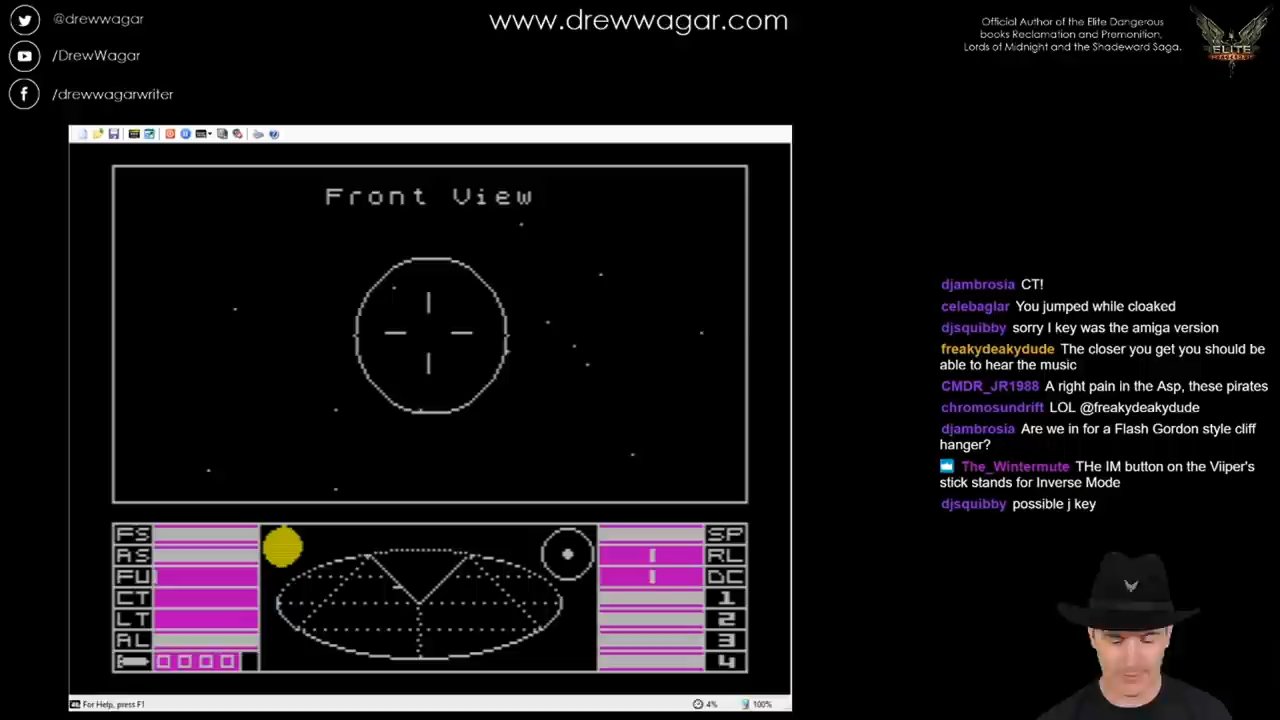 @drewwagar
/DrewWagar
/drewwagarwriter
www.drewwagar.com
Official Author of the Elite Dangerous
books Reclamation and Premonition,
Lords of Midnight and the Shadeward Saga.
ELITE
Front View
FS
AS
FU
CT
LT
AL
SP
RL
DC
1
2
3
4
For Help, press F1
4%
100%
djambrosia CT!
celebaglar You jumped while cloaked
djsquibby sorry I key was the amiga version
freakydeakydude The closer you get you should be
able to hear the music
CMDR_JR1988 A right pain in the Asp, these pirates
chromosundrift LOL @freakydeakydude
djambrosia Are we in for a Flash Gordon style cliff
hanger?
The_Wintermute THe IM button on the Viiper's
stick stands for Inverse Mode
djsquibby possible j key